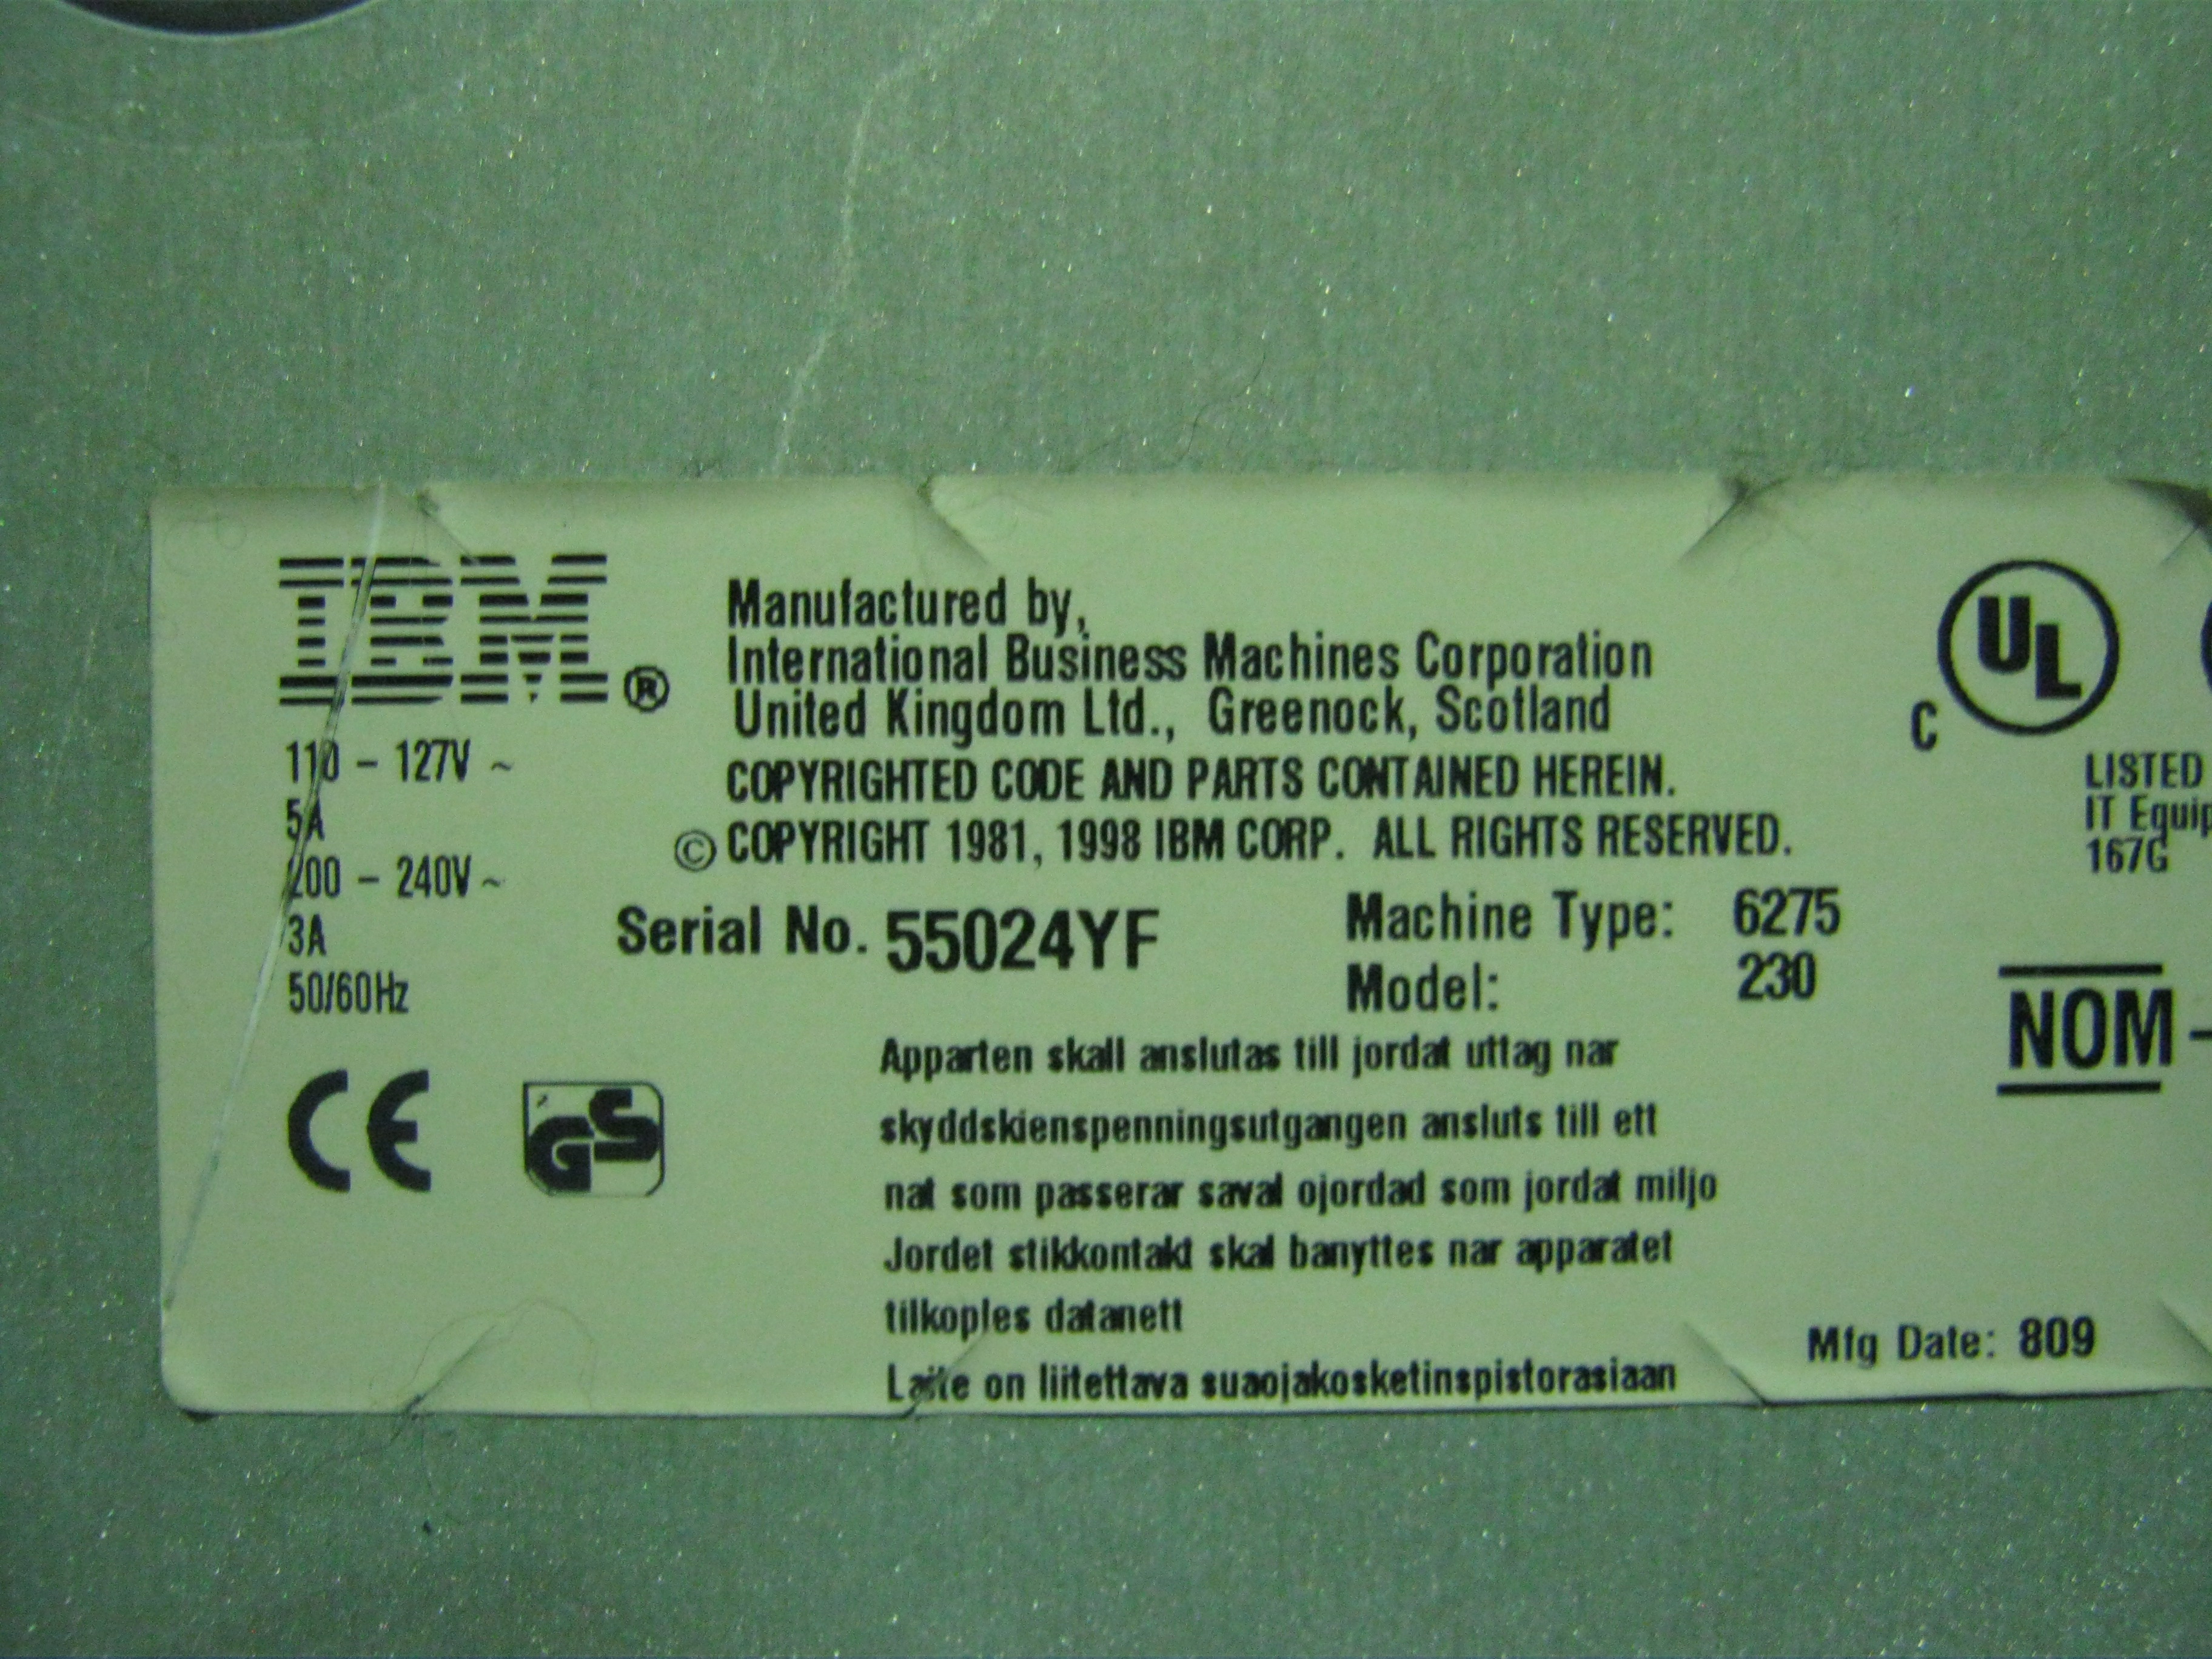 IBM®
Manufactured by,
International Business Machines Corporation
United Kingdom Ltd., Greenock, Scotland
COPYRIGHTED CODE AND PARTS CONTAINED HEREIN.
© COPYRIGHT 1981, 1998 IBM CORP. ALL RIGHTS RESERVED.
110 – 127V ~
5A
200 – 240V ~
3A
50/60Hz
Serial No. 55024YF
Machine Type: 6275
Model: 230
C UL
LISTED
IT Equip
167G
NOM -
CE GS
Apparten skall anslutas till jordat uttag nar
skyddskienspenningsutgangen ansluts till ett
nat som passerar saval ojordad som jordat miljo
Jordet stikkontakt skal banyttes nar apparatet
tilkoples datanett
Laite on liitettava suaojakosketinspistorasiaan
Mfg Date: 809